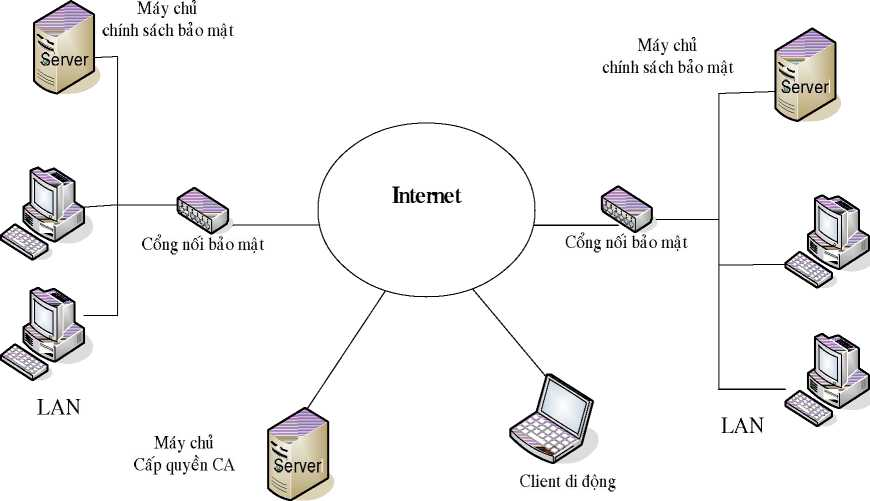 Máy chủ
chính sách bảo mật
Server
Máy chủ
chính sách bảo mật
Server
Internet
Cổng nối bảo mật
Cổng nối bảo mật
LAN
LAN
Máy chủ
Cấp quyền CA
Server
Client di động